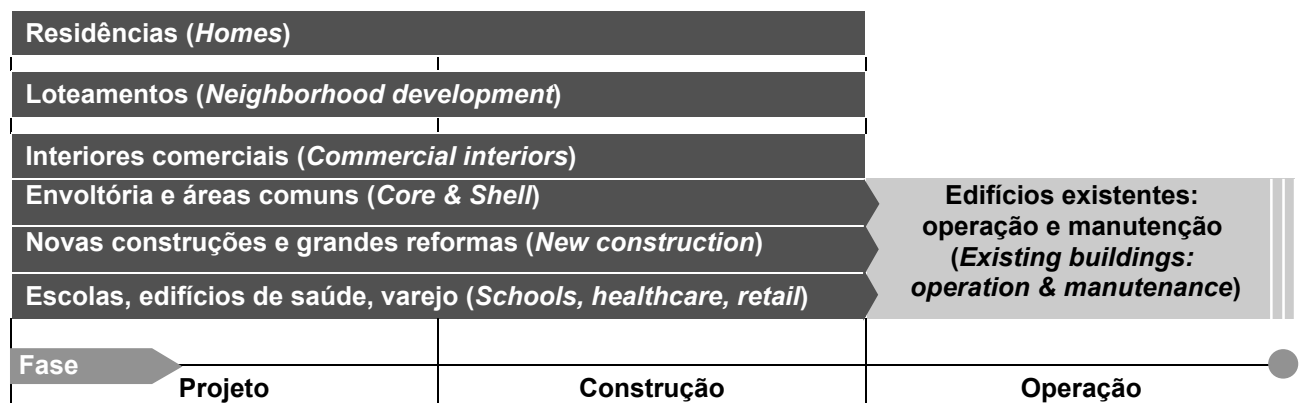 Residências (Homes)
Loteamentos (Neighborhood development)
Interiores comerciais (Commercial interiors)
Envoltória e áreas comuns (Core & Shell)
Novas construções e grandes reformas (New construction)
Escolas, edifícios de saúde, varejo (Schools, healthcare, retail)
Edifícios existentes:
operação e manutenção
(Existing buildings:
operation & manutenance)
Fase
Projeto
Construção
Operação